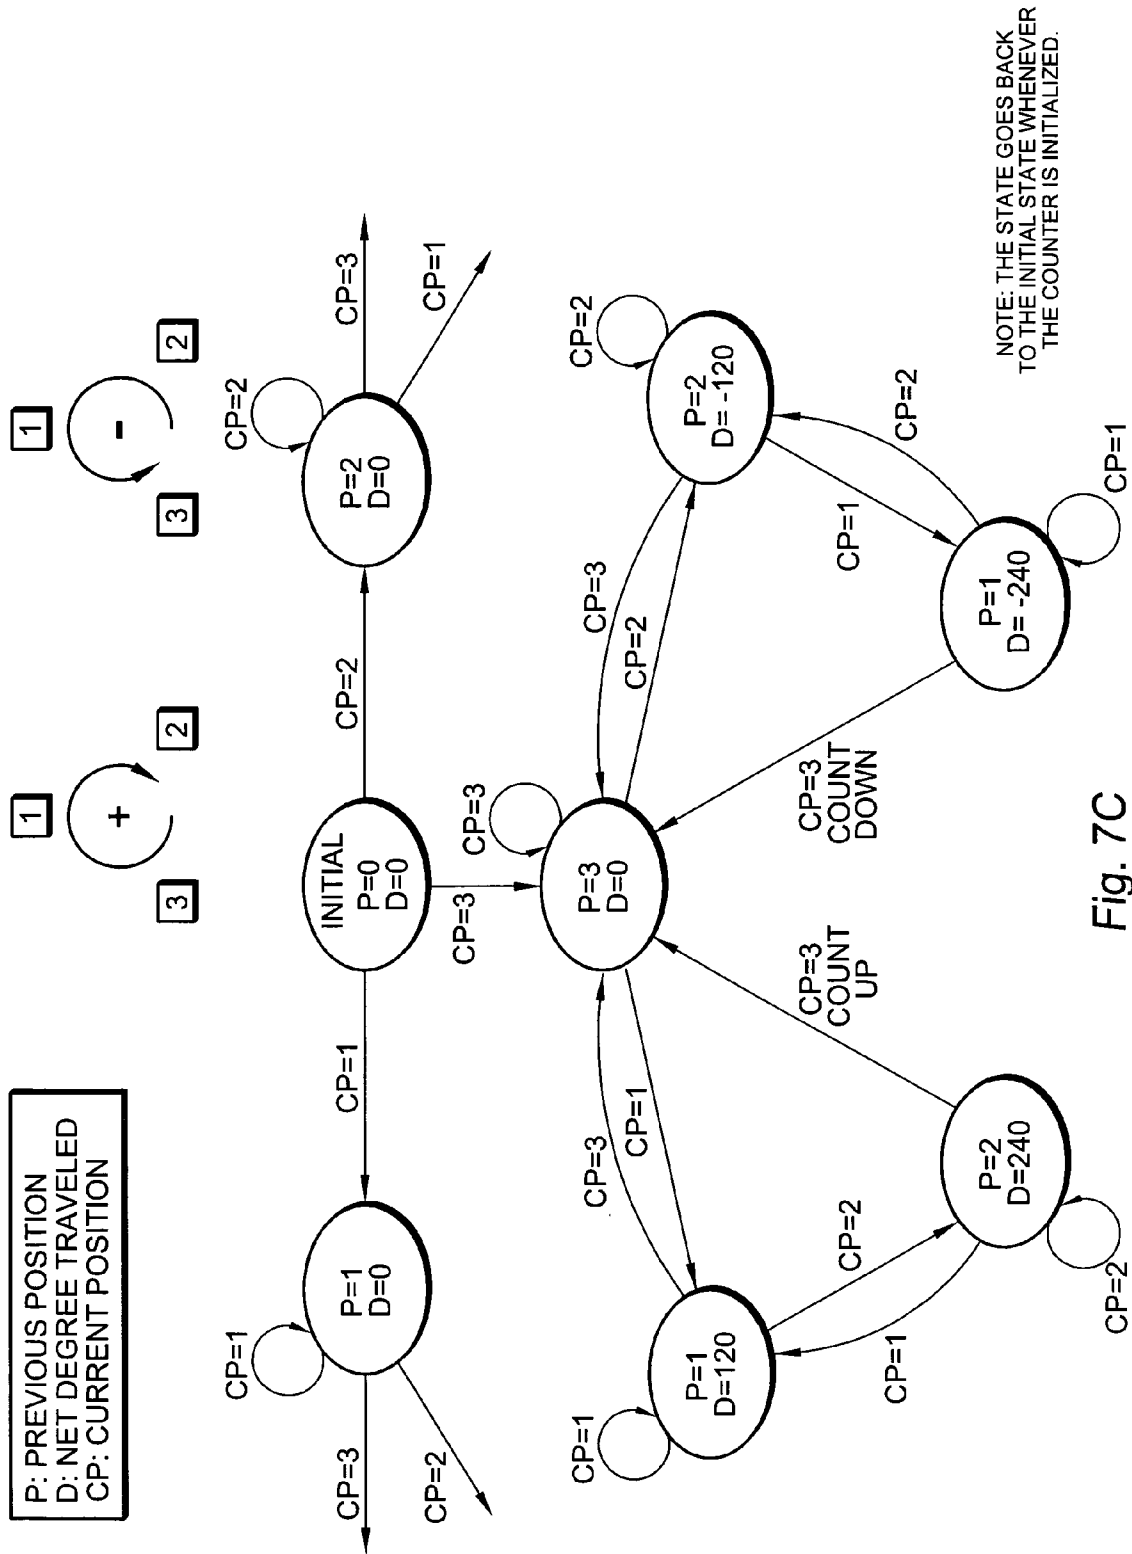 P: PREVIOUS POSITION
D: NET DEGREE TRAVELED
CP: CURRENT POSITION
1
+
3
2
1
-
3
2
CP=1
P=1
D=0
CP=3
CP=2
CP=1
INITIAL
P=0
D=0
CP=2
CP=3
CP=2
P=2
D=0
CP=3
CP=1
CP=3
P=3
D=0
CP=3
CP=1
CP=3
CP=2
CP=1
P=1
D=120
CP=2
P=2
D= -120
CP=2
CP=1
CP=3
COUNT
UP
CP=3
COUNT
DOWN
CP=1
CP=2
P=2
D=240
CP=2
P=1
D= -240
CP=1
NOTE: THE STATE GOES BACK
TO THE INITIAL STATE WHENEVER
THE COUNTER IS INITIALIZED.
Fig. 7C